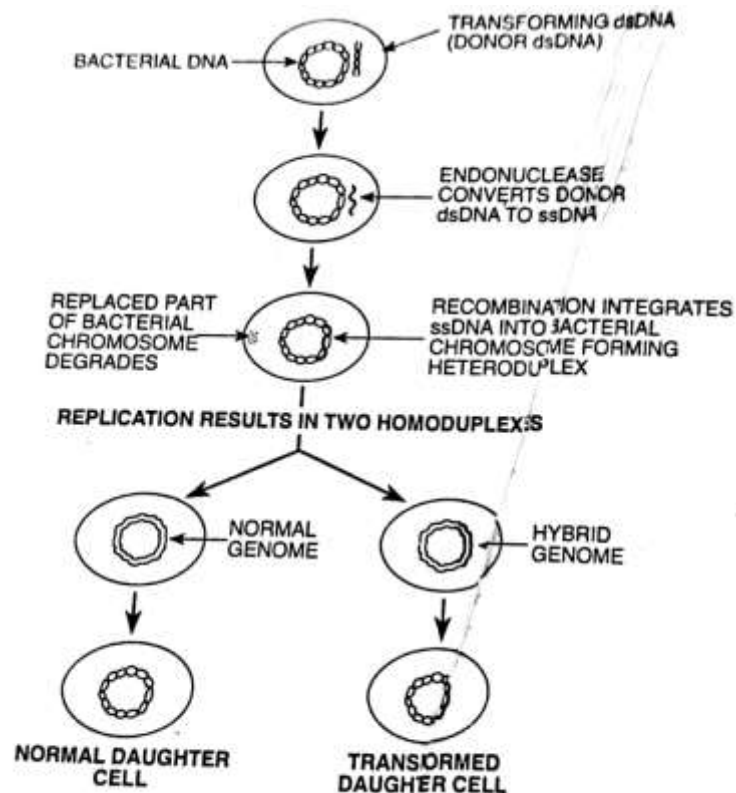 TRANSFORMING dsDNA
(DONOR dsDNA)
BACTERIAL DNA
ENDONUCLEASE
CONVERTS DONOR
dsDNA TO ssDNA
REPLACED PART
OF BACTERIAL
CHROMOSOME
DEGRADES
RECOMBINATION INTEGRATES
ssDNA INTO BACTERIAL
CHROMOSOME FORMING
HETERODUPLEX
REPLICATION RESULTS IN TWO HOMODUPLEXES
NORMAL
GENOME
HYBRID
GENOME
NORMAL DAUGHTER
CELL
TRANSFORMED
DAUGHTER CELL